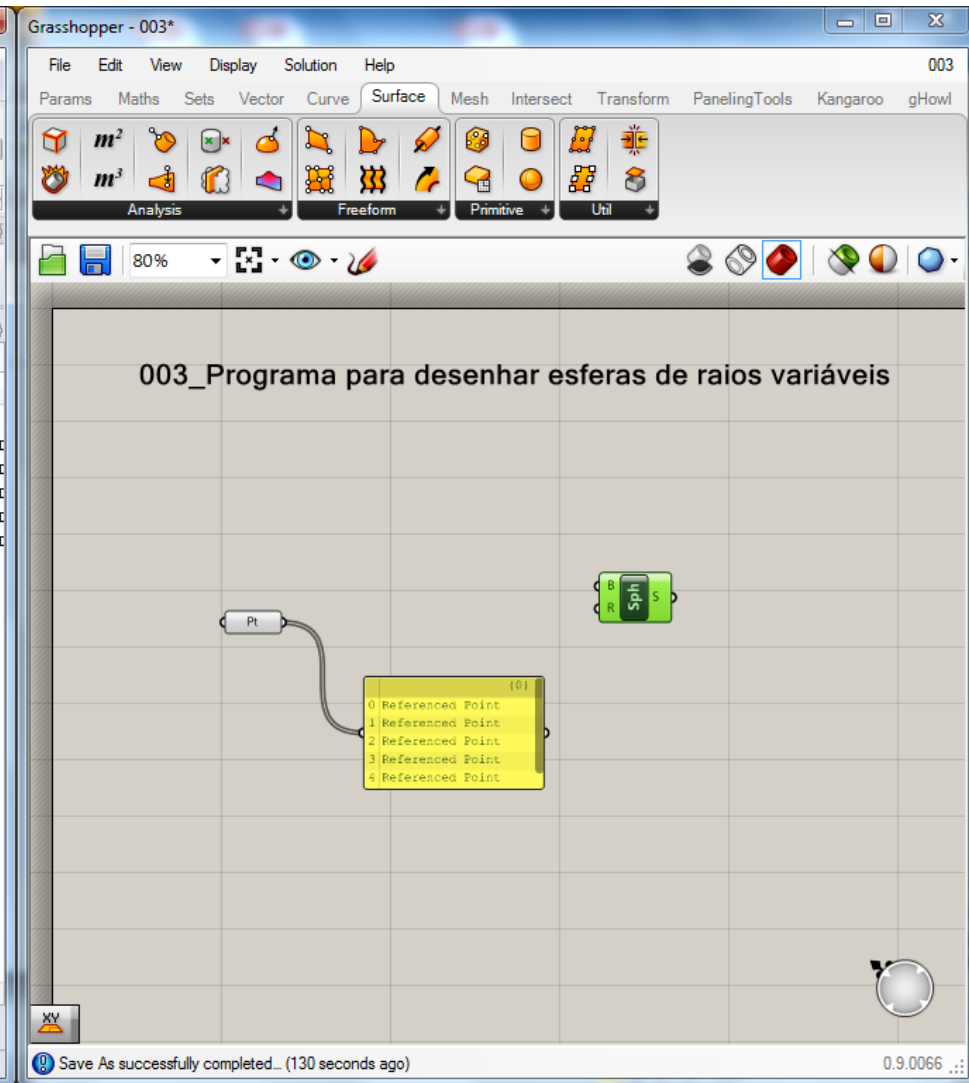 Grasshopper - 003*
File Edit View Display Solution Help 003
Params Maths Sets Vector Curve Surface Mesh Intersect Transform PanelingTools Kangaroo gHowl
m²
m³
Analysis Freeform Primitive Util
80%
003_Programa para desenhar esferas de raios variáveis
B
R
Sph
S
Pt
{0}
0 Referenced Point
1 Referenced Point
2 Referenced Point
3 Referenced Point
4 Referenced Point
XY
Save As successfully completed... (130 seconds ago) 0.9.0066